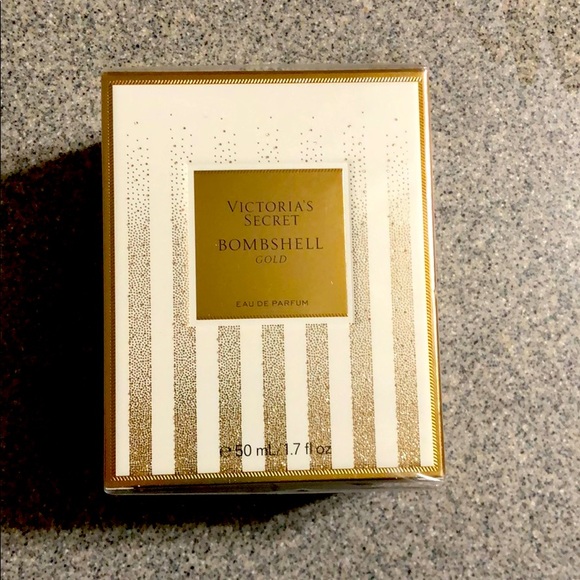 VICTORIA'S
SECRET
BOMBSHELL
GOLD
EAU DE PARFUM
℮ 50 mL/1.7 fl oz